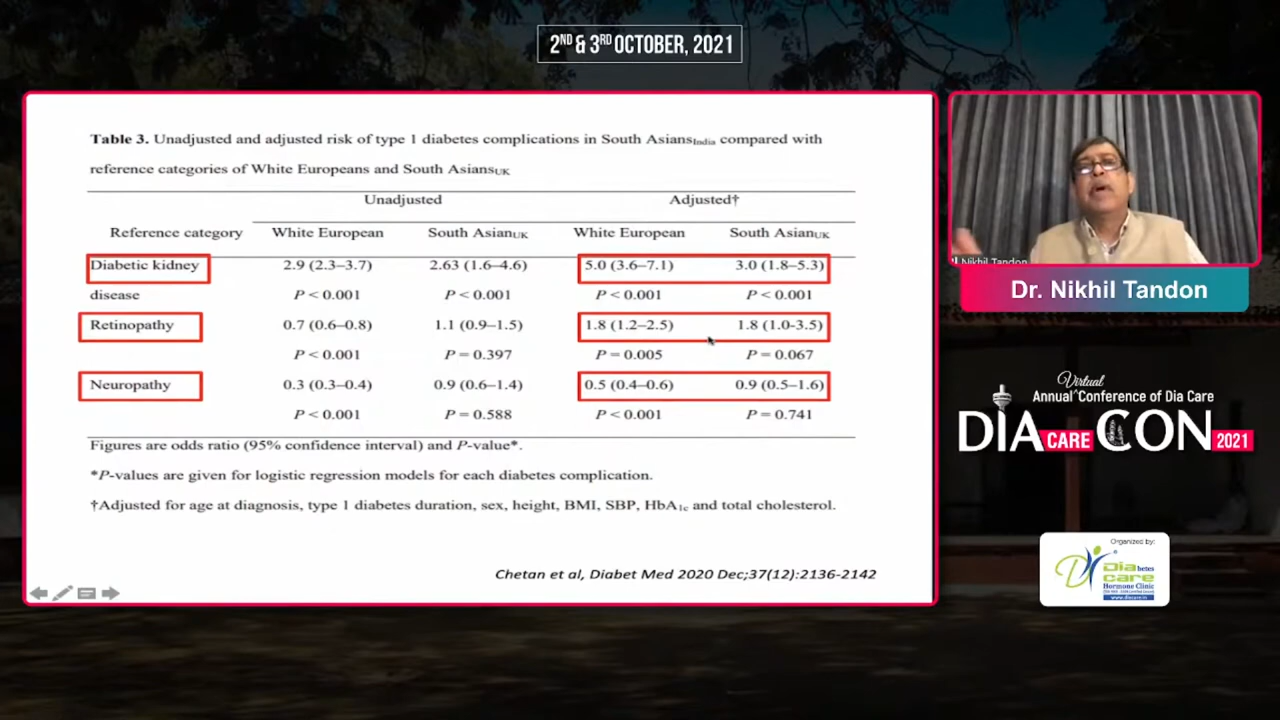 2ND & 3RD OCTOBER, 2021
Table 3. Unadjusted and adjusted risk of type 1 diabetes complications in South AsiansIndia compared with
reference categories of White Europeans and South AsiansUK
Unadjusted Adjusted†
Reference category White European South AsianUK White European South AsianUK
Diabetic kidney 2.9 (2.3–3.7) 2.63 (1.6–4.6) 5.0 (3.6–7.1) 3.0 (1.8–5.3)
disease P < 0.001 P < 0.001 P < 0.001 P < 0.001
Retinopathy 0.7 (0.6–0.8) 1.1 (0.9–1.5) 1.8 (1.2–2.5) 1.8 (1.0-3.5)
P < 0.001 P = 0.397 P = 0.005 P = 0.067
Neuropathy 0.3 (0.3–0.4) 0.9 (0.6–1.4) 0.5 (0.4–0.6) 0.9 (0.5–1.6)
P < 0.001 P = 0.588 P < 0.001 P = 0.741
Figures are odds ratio (95% confidence interval) and P-value*.
*P-values are given for logistic regression models for each diabetes complication.
†Adjusted for age at diagnosis, type 1 diabetes duration, sex, height, BMI, SBP, HbA1c and total cholesterol.
Chetan et al, Diabet Med 2020 Dec;37(12):2136-2142
Nikhil Tandon
Dr. Nikhil Tandon
Virtual
Annual ^ Conference of Dia Care
DIA CARE CON 2021
Organized by:
Diabetes
care
Hormone Clinic
www.diacare.in